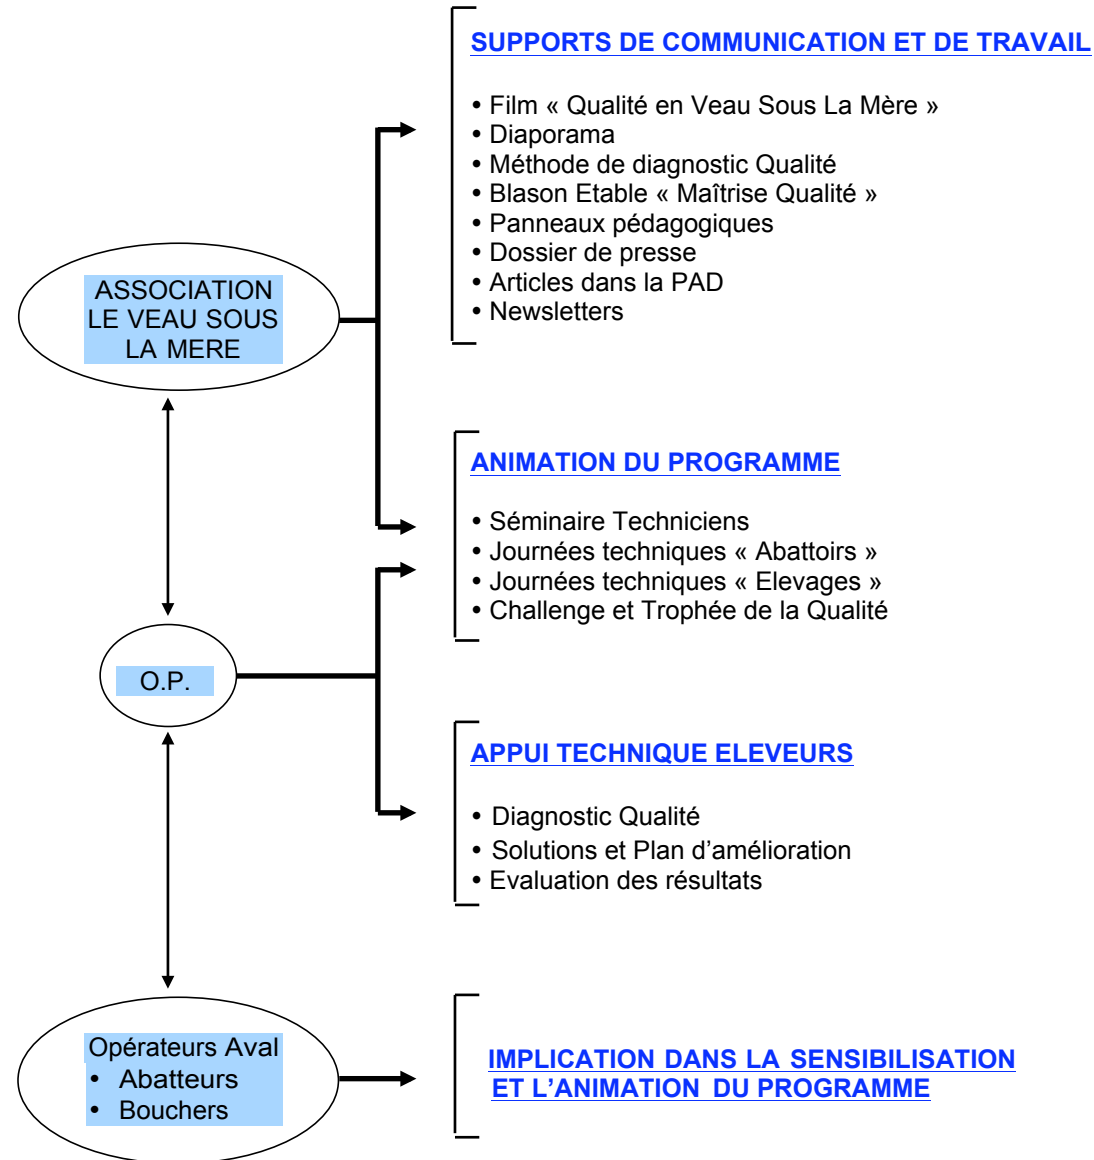 SUPPORTS DE COMMUNICATION ET DE TRAVAIL
• Film « Qualité en Veau Sous La Mère »
• Diaporama
• Méthode de diagnostic Qualité
• Blason Etable « Maîtrise Qualité »
• Panneaux pédagogiques
• Dossier de presse
• Articles dans la PAD
• Newsletters
ASSOCIATION
LE VEAU SOUS
LA MERE
ANIMATION DU PROGRAMME
• Séminaire Techniciens
• Journées techniques « Abattoirs »
• Journées techniques « Elevages »
• Challenge et Trophée de la Qualité
O.P.
APPUI TECHNIQUE ELEVEURS
• Diagnostic Qualité
• Solutions et Plan d’amélioration
• Evaluation des résultats
Opérateurs Aval
• Abatteurs
• Bouchers
IMPLICATION DANS LA SENSIBILISATION
ET L’ANIMATION DU PROGRAMME